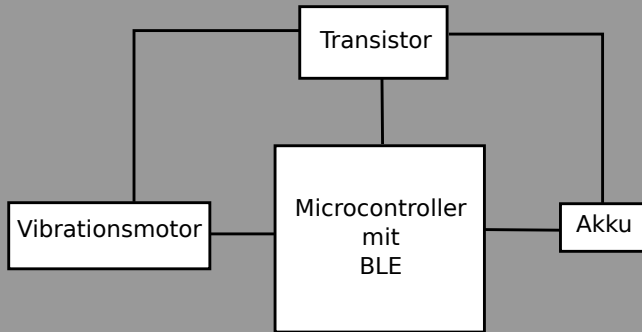 Transistor
Vibrationsmotor
Microcontroller
mit
BLE
Akku